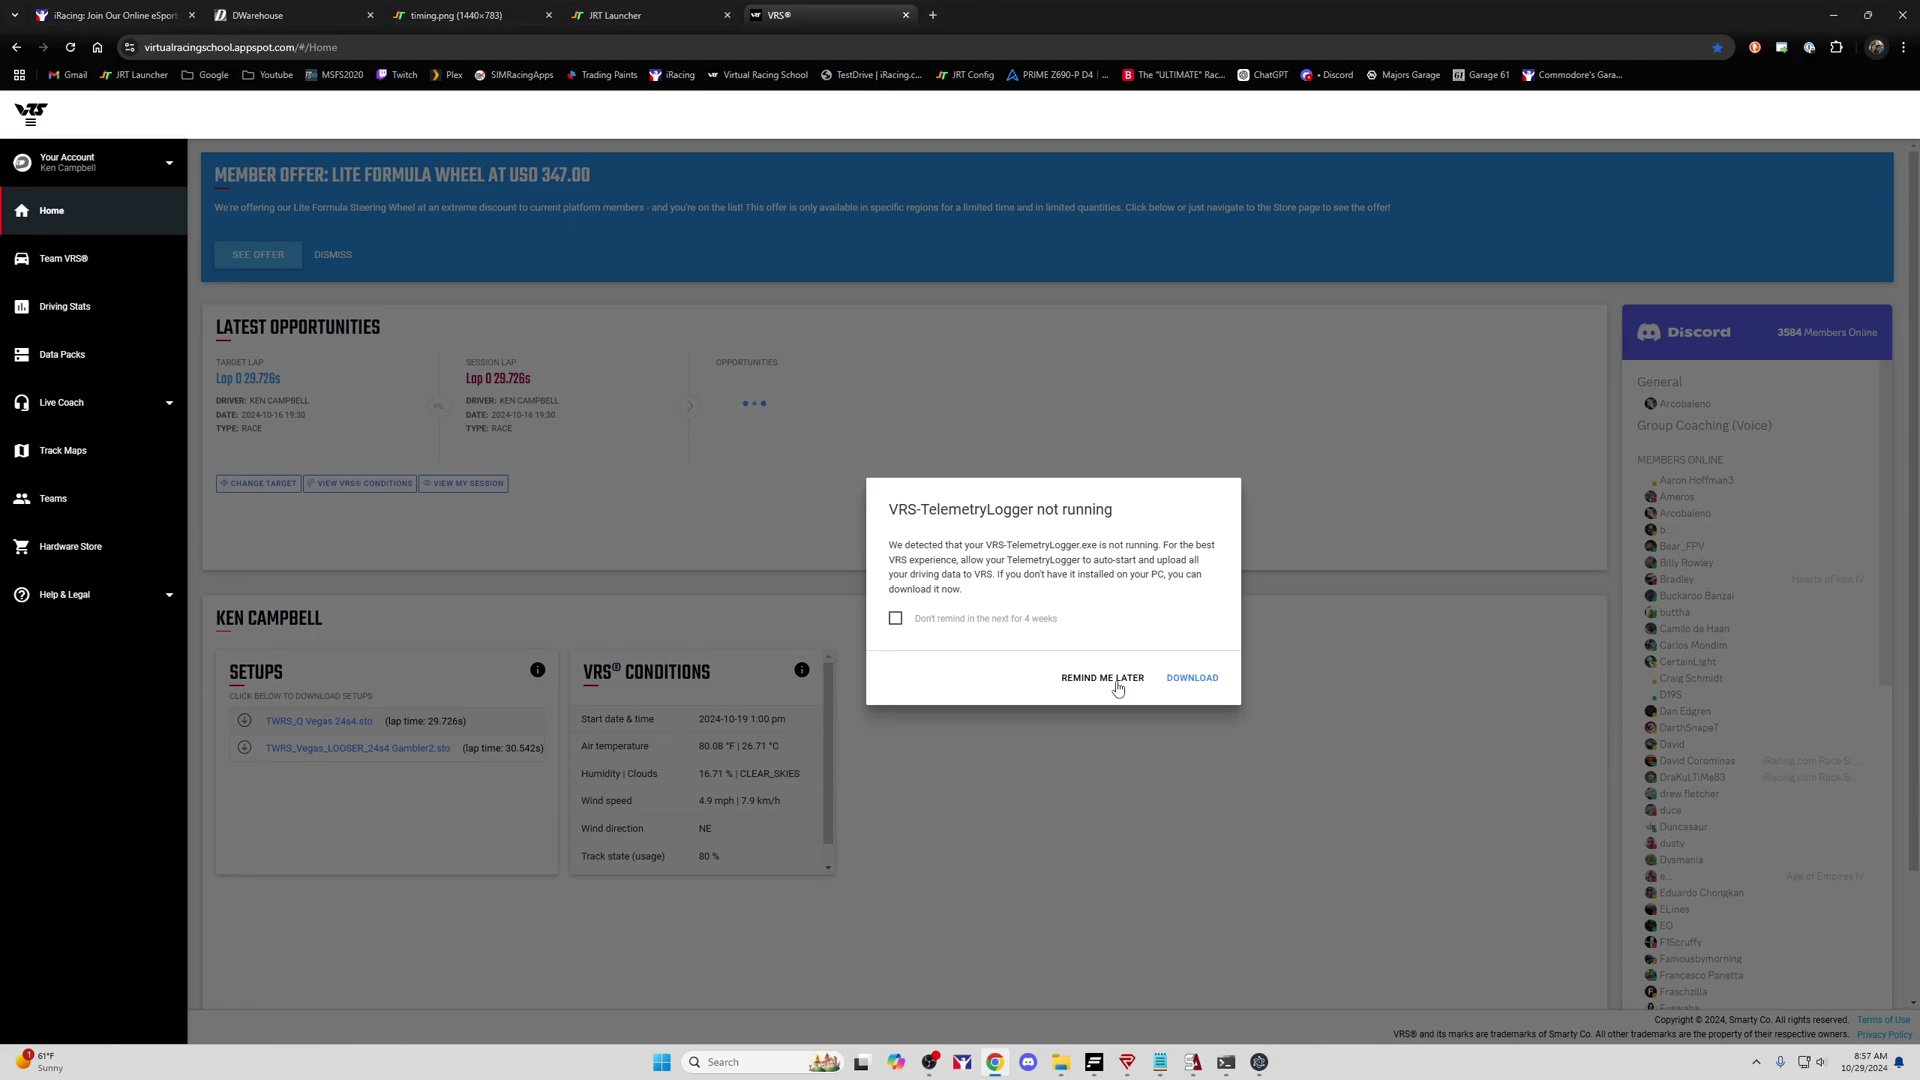 iRacing: Join Our Online eSport
DWarehouse
timing.png (1440×783)
JRT Launcher
VRS®
virtualracingschool.appspot.com/#/Home
Gmail
JRT Launcher
Google
Youtube
MSFS2020
Twitch
Plex
SIMRacingApps
Trading Paints
iRacing
Virtual Racing School
TestDrive | iRacing.c...
JRT Config
PRIME Z690-P D4 | ...
The "ULTIMATE" Rac...
ChatGPT
• Discord
Majors Garage
Garage 61
Commodore's Gara...
VRS
Your Account
Ken Campbell
Home
Team VRS®
Driving Stats
Data Packs
Live Coach
Track Maps
Teams
Hardware Store
Help & Legal
MEMBER OFFER: LITE FORMULA WHEEL AT USD 347.00
We're offering our Lite Formula Steering Wheel at an extreme discount to current platform members - and you're on the list! This offer is only available in specific regions for a limited time and in limited quantities. Click below or just navigate to the Store page to see the offer!
SEE OFFER
DISMISS
LATEST OPPORTUNITIES
TARGET LAP
Lap 0 29.726s
DRIVER: KEN CAMPBELL
DATE: 2024-10-16 19:30
TYPE: RACE
VS.
SESSION LAP
Lap 0 29.726s
DRIVER: KEN CAMPBELL
DATE: 2024-10-16 19:30
TYPE: RACE
OPPORTUNITIES
CHANGE TARGET
VIEW VRS® CONDITIONS
VIEW MY SESSION
KEN CAMPBELL
SETUPS
CLICK BELOW TO DOWNLOAD SETUPS
TWRS_Q Vegas 24s4.sto (lap time: 29.726s)
TWRS_Vegas_LOOSER_24s4 Gambler2.sto (lap time: 30.542s)
VRS® CONDITIONS
Start date & time 2024-10-19 1:00 pm
Air temperature 80.08 °F | 26.71 °C
Humidity | Clouds 16.71 % | CLEAR_SKIES
Wind speed 4.9 mph | 7.9 km/h
Wind direction NE
Track state (usage) 80 %
VRS-TelemetryLogger not running
We detected that your VRS-TelemetryLogger.exe is not running. For the best
VRS experience, allow your TelemetryLogger to auto-start and upload all
your driving data to VRS. If you don't have it installed on your PC, you can
download it now.
Don't remind in the next for 4 weeks
REMIND ME LATER
DOWNLOAD
Discord
3584 Members Online
General
Arcobaleno
Group Coaching (Voice)
MEMBERS ONLINE
Aaron Hoffman3
Ameros
Arcobaleno
b...
Bear_FPV
Billy Rowley
Bradley Hearts of Iron IV
Buckaroo Banzai
buttha
Camilo de Haan
Carlos Mondim
CertainLight
Craig Schmidt
D19S
Dan Edgren
DarthSnape7
David
David Corominas iRacing.com Race Si...
DraKuLTiMe83 iRacing.com Race Si...
drew fletcher
duce
Duncasaur
dusty
Dysmania
e... Age of Empires IV
Eduardo Chongkan
ELines
EO
F1Scruffy
Famousbymorning
Francesco Panetta
Fraschzilla
Copyright © 2024, Smarty Co. All rights reserved. Terms of Use
VRS® and its marks are trademarks of Smarty Co. All other trademarks are the property of their respective owners. Privacy Policy
1
61°F
Sunny
Search
8:57 AM
10/29/2024